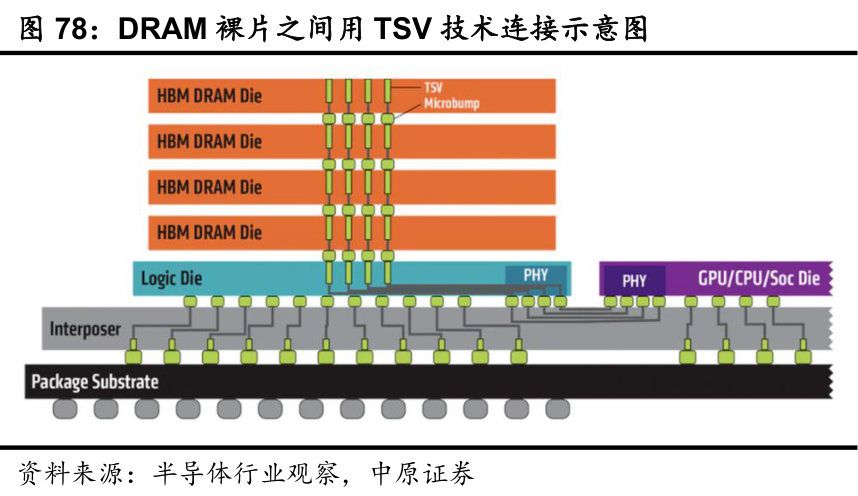 图 78：DRAM 裸片之间用 TSV 技术连接示意图
HBM DRAM Die
TSV
Microbump
HBM DRAM Die
HBM DRAM Die
HBM DRAM Die
Logic Die
PHY
PHY
GPU/CPU/Soc Die
Interposer
Package Substrate
资料来源：半导体行业观察，中原证券